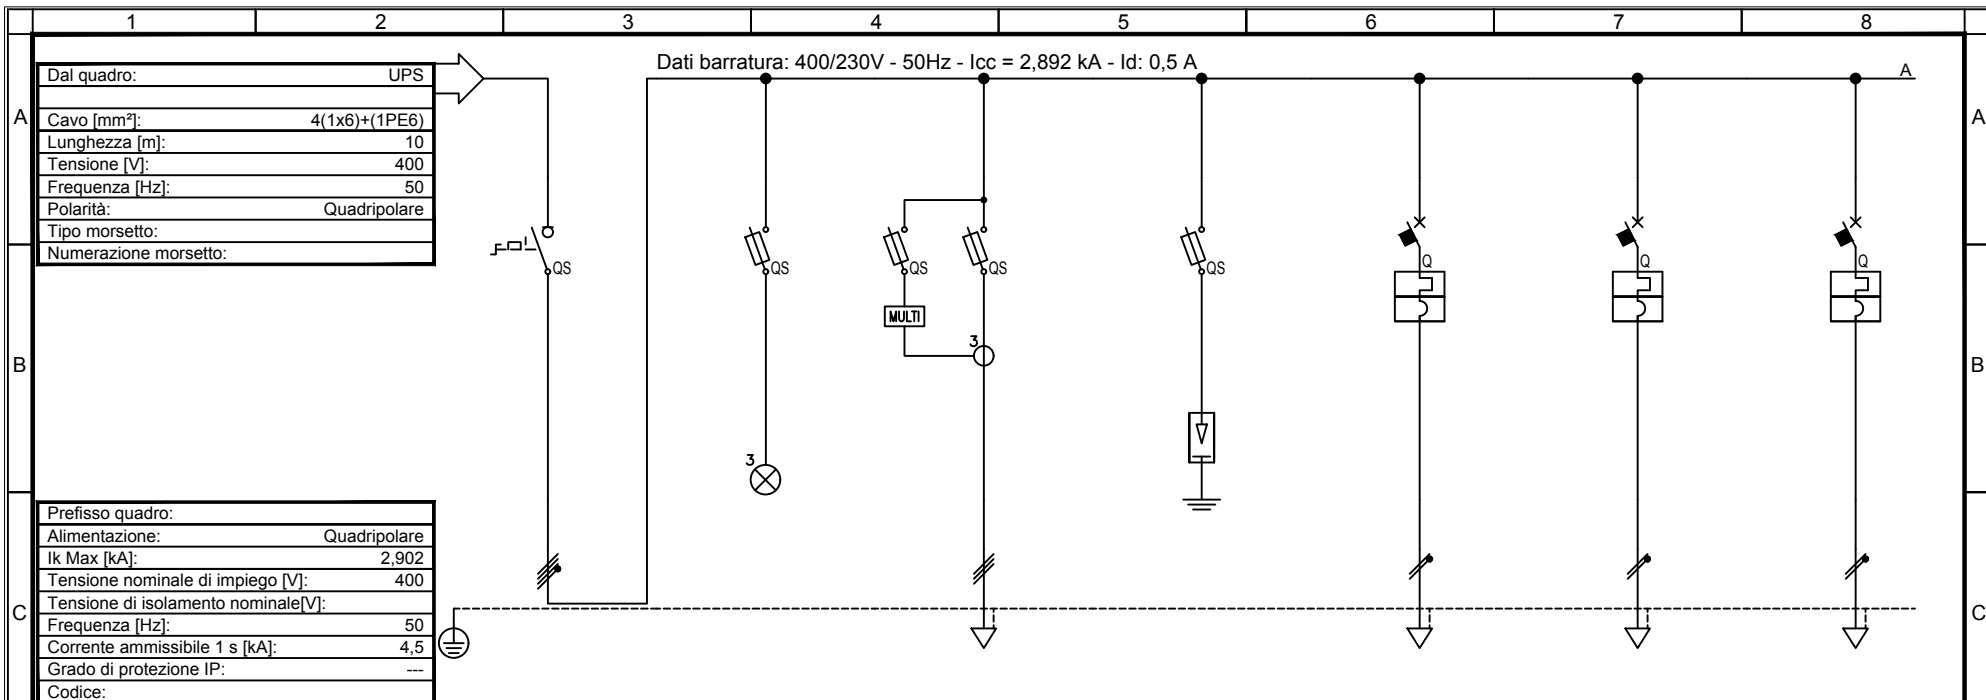 1 2 3 4 5 6 7 8
Dati barratura: 400/230V - 50Hz - Icc = 2,892 kA - Id: 0,5 A
A
Dal quadro: UPS
A A
Cavo [mm²]: 4(1x6)+(1PE6)
Lunghezza [m]: 10
Tensione [V]: 400
Frequenza [Hz]: 50
Polarità: Quadripolare
Tipo morsetto:
Numerazione morsetto:
QS QS QS QS QS Q Q Q
MULTI
3
B B
3
Prefisso quadro:
Alimentazione: Quadripolare
Ik Max [kA]: 2,902
Tensione nominale di impiego [V]: 400
Tensione di isolamento nominale[V]:
C C
Frequenza [Hz]: 50
Corrente ammissibile 1 s [kA]: 4,5
Grado di protezione IP: ---
Codice: